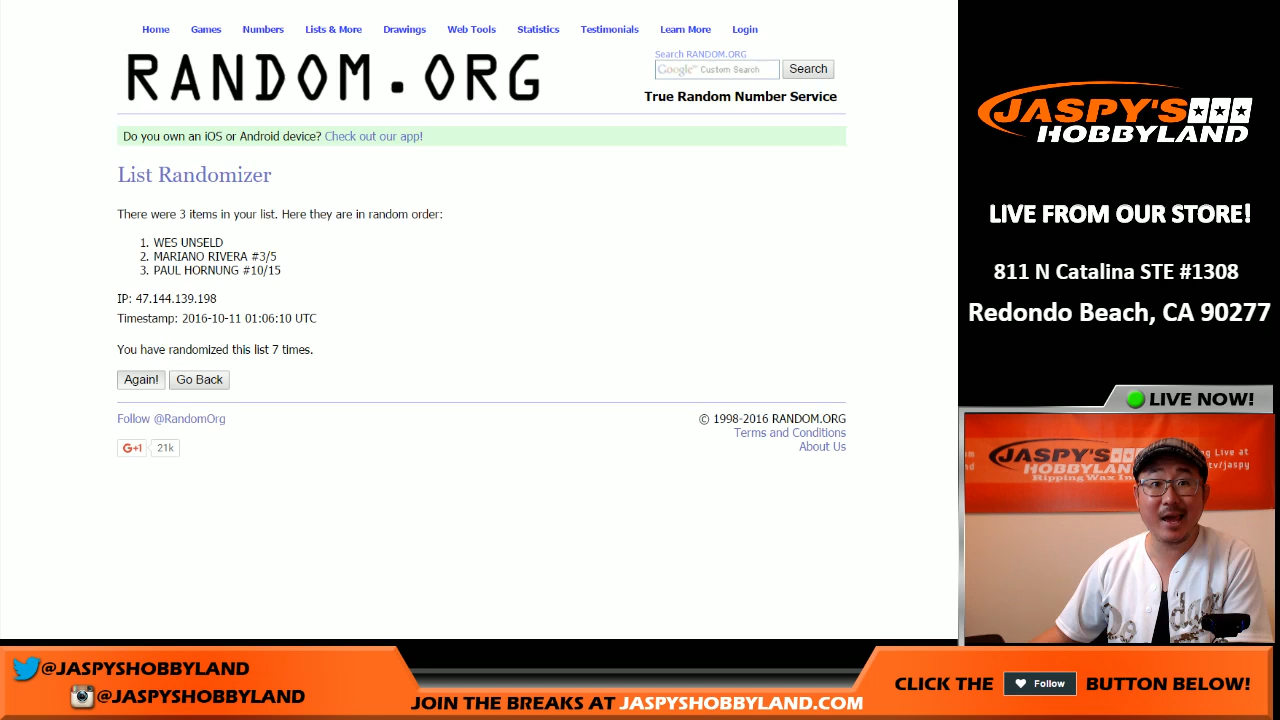 Home Games Numbers Lists & More Drawings Web Tools Statistics Testimonials Learn More Login
RANDOM.ORG
Search RANDOM.ORG
Google™ Custom Search Search
True Random Number Service
Do you own an iOS or Android device? Check out our app!
List Randomizer
There were 3 items in your list. Here they are in random order:
1. WES UNSELD
2. MARIANO RIVERA #3/5
3. PAUL HORNUNG #10/15
IP: 47.144.139.198
Timestamp: 2016-10-11 01:06:10 UTC
You have randomized this list 7 times.
Again! Go Back
Follow @RandomOrg
© 1998-2016 RANDOM.ORG
Terms and Conditions
About Us
G+1 21k
JASPY'S
HOBBYLAND
LIVE FROM OUR STORE!
811 N Catalina STE #1308
Redondo Beach, CA 90277
LIVE NOW!
JASPY'S
HOBBYLAND
Ripping Wax
Live at
tv/jaspy
@JASPYSHOBBYLAND
@JASPYSHOBBYLAND
JOIN THE BREAKS AT JASPYSHOBBYLAND.COM
CLICK THE Follow BUTTON BELOW!